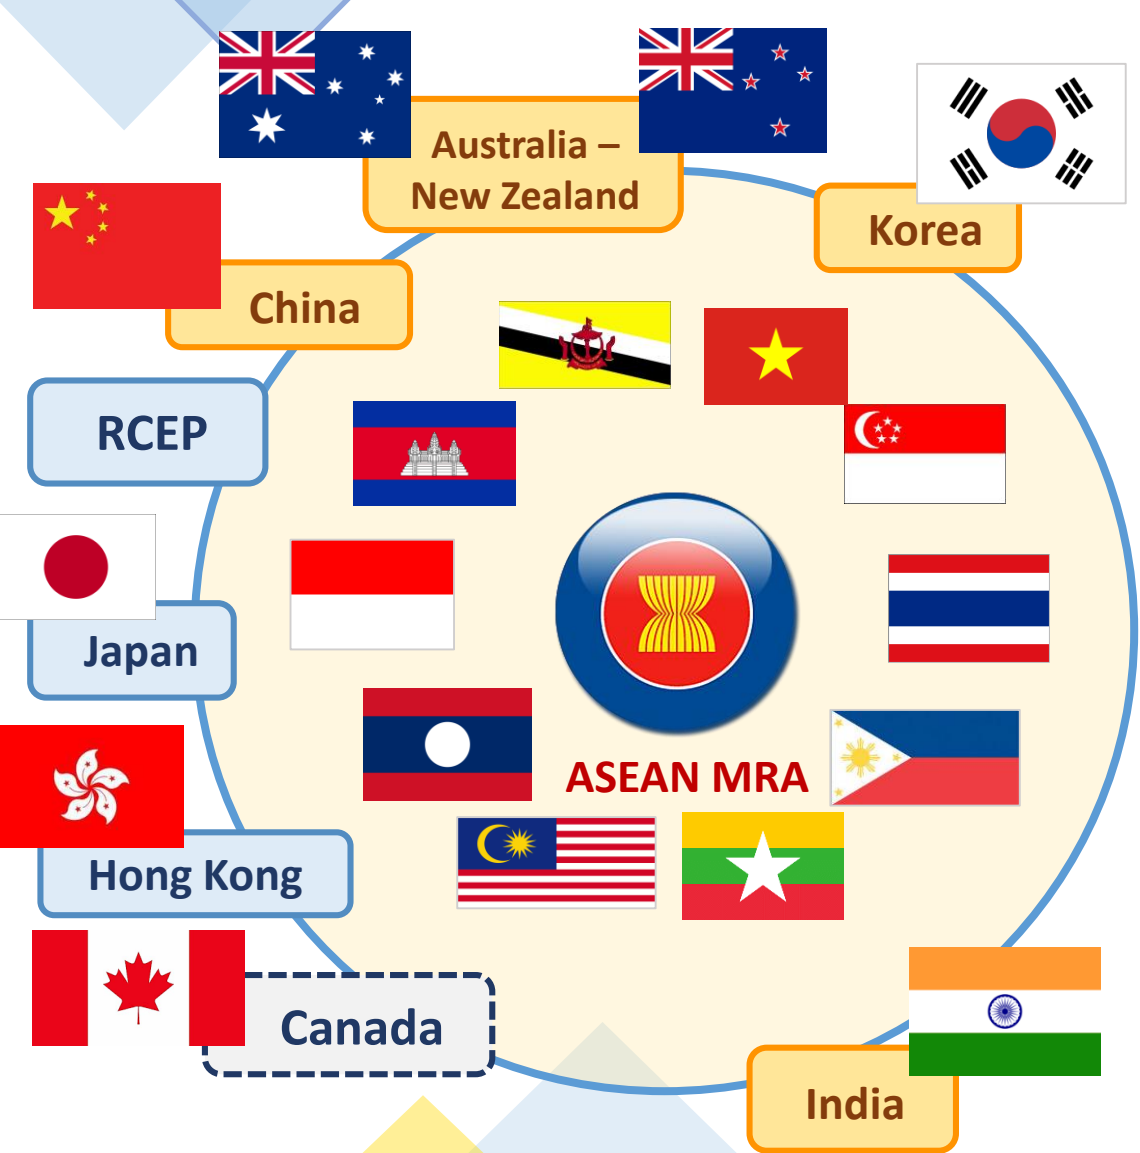 Australia –
New Zealand
Korea
China
RCEP
Japan
ASEAN MRA
Hong Kong
Canada
India